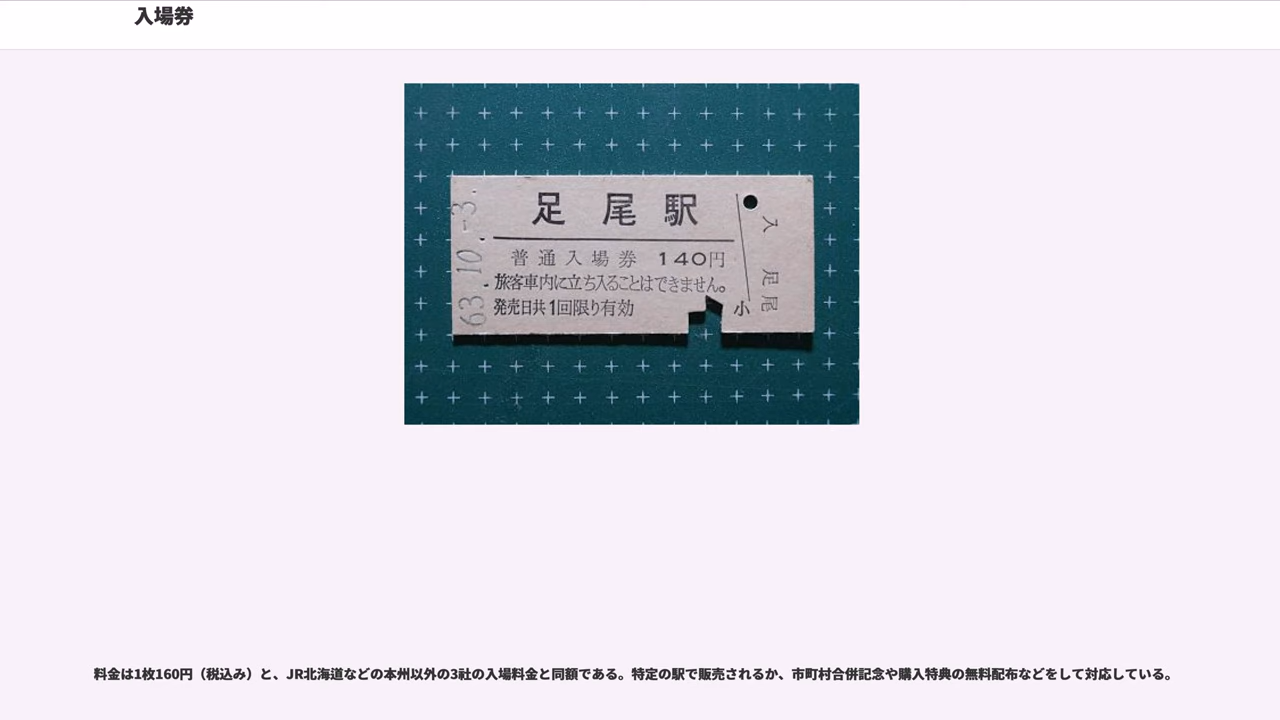 入場券
足尾駅
普通入場券 140円
旅客車内に立ち入ることはできません。
発売日共1回限り有効
小
入 足尾
63.10.-3.
料金は1枚160円（税込み）と、JR北海道などの本州以外の3社の入場料金と同額である。特定の駅で販売されるか、市町村合併記念や購入特典の無料配布などをして対応している。